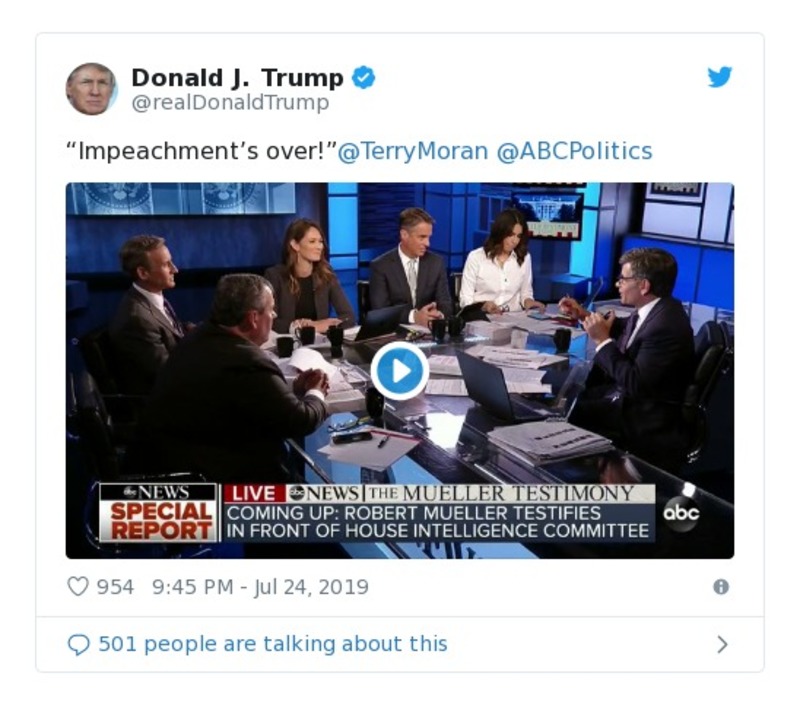 Donald J. Trump
@realDonaldTrump
“Impeachment’s over!”@TerryMoran @ABCPolitics
abc NEWS
SPECIAL
REPORT
LIVE abc NEWS THE MUELLER TESTIMONY
COMING UP: ROBERT MUELLER TESTIFIES
IN FRONT OF HOUSE INTELLIGENCE COMMITTEE
abc
954 9:45 PM - Jul 24, 2019
501 people are talking about this